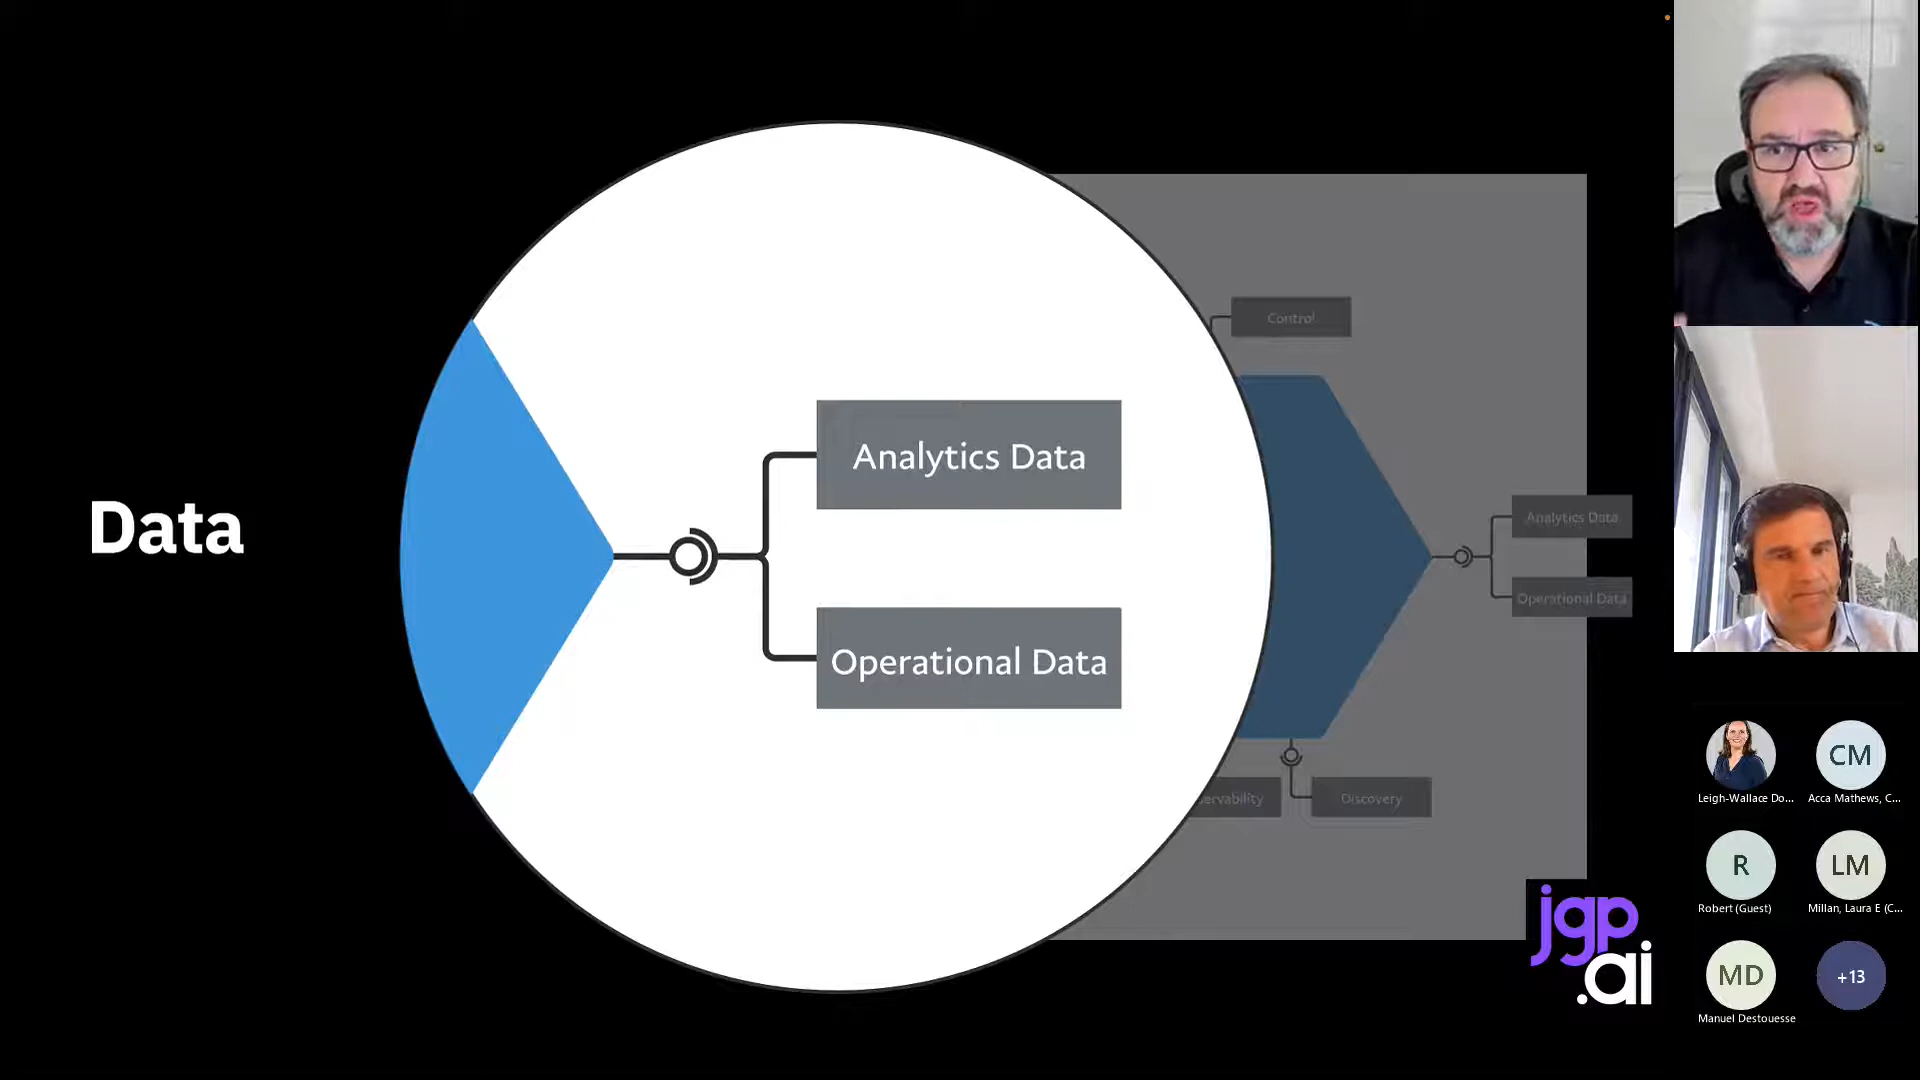 Data
Analytics Data
Operational Data
Control
Analytics Data
Operational Data
Discovery
jgp
.ai
Leigh-Wallace Do...
CM
Acca Mathews, C...
R
Robert (Guest)
LM
Millan, Laura E (C...
MD
Manuel Destouesse
+13